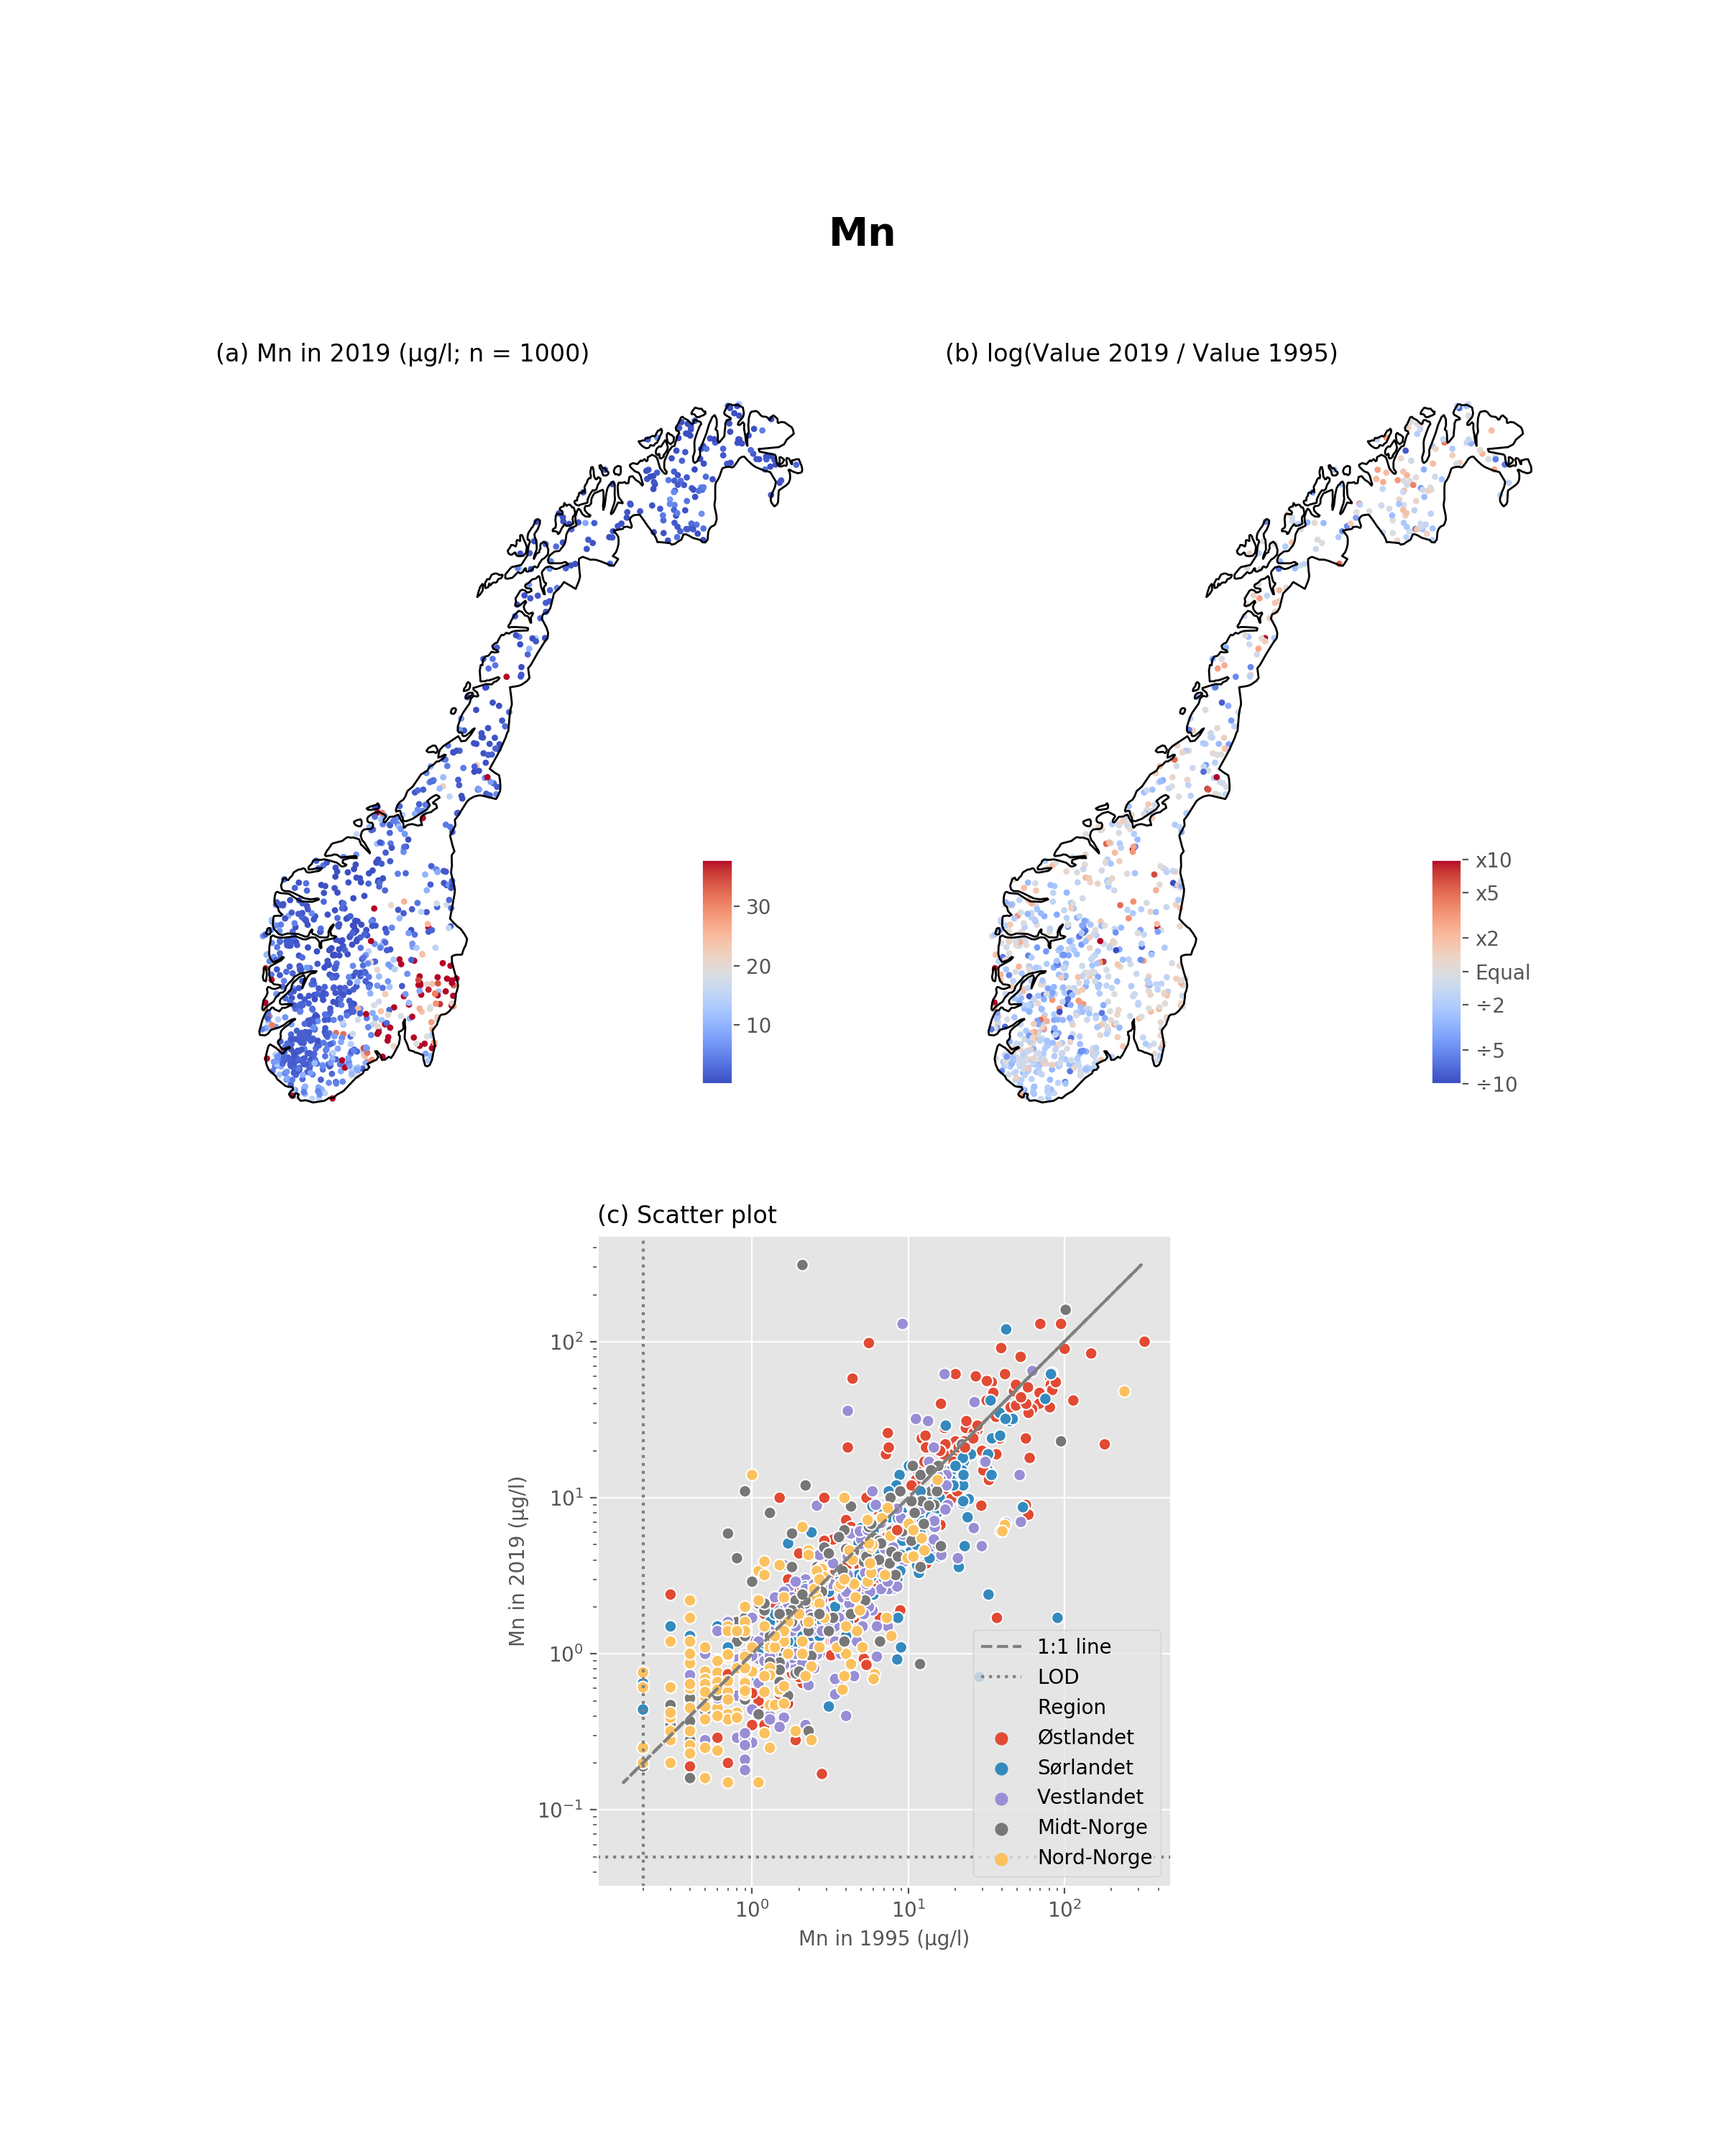 Mn
(a) Mn in 2019 (µg/l; n = 1000)
(b) log(Value 2019 / Value 1995)
30
20
10
x10
x5
x2
Equal
÷2
÷5
÷10
(c) Scatter plot
Mn in 2019 (µg/l)
10²
10¹
10⁰
10⁻¹
1:1 line
LOD
Region
Østlandet
Sørlandet
Vestlandet
Midt-Norge
Nord-Norge
10⁰
10¹
10²
Mn in 1995 (µg/l)